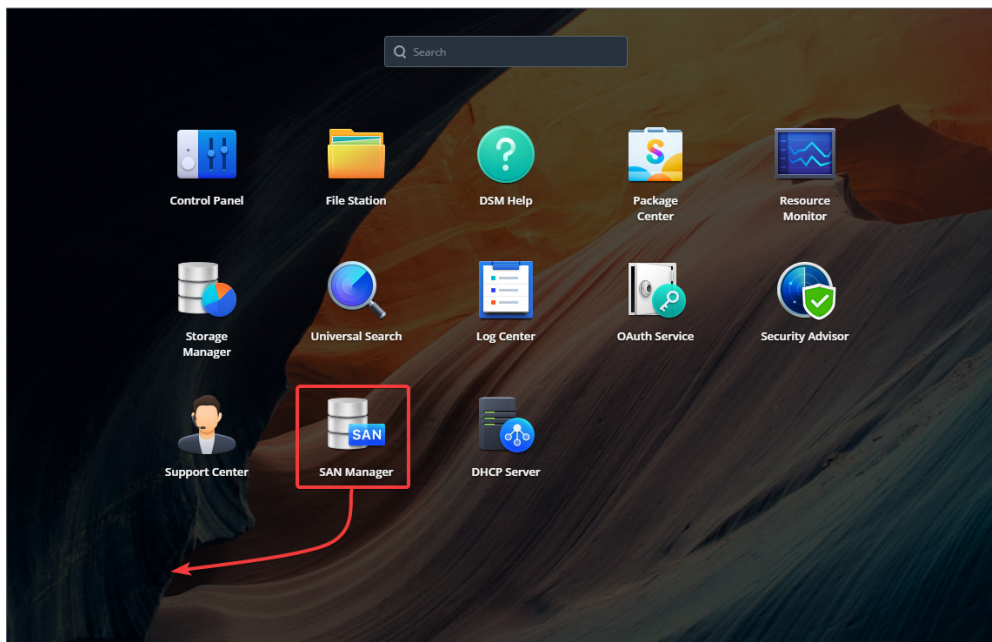 Search
Control Panel
File Station
DSM Help
Package
Center
Resource
Monitor
Storage
Manager
Universal Search
Log Center
OAuth Service
Security Advisor
Support Center
SAN
SAN Manager
DHCP Server